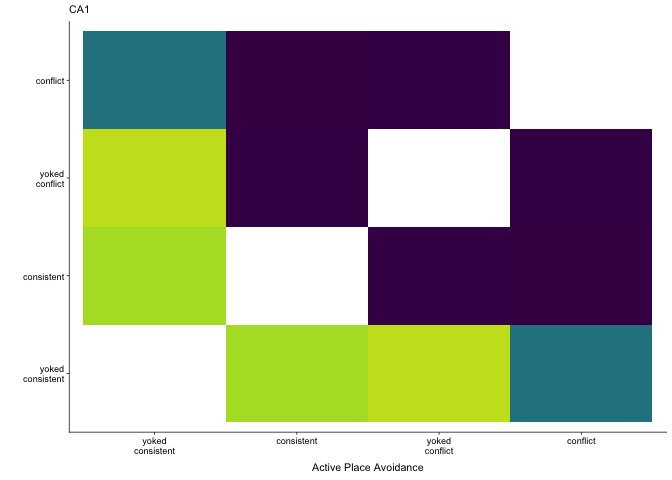 CA1
conflict
yoked
conflict
consistent
yoked
consistent
yoked
consistent
consistent
yoked
conflict
conflict
Active Place Avoidance